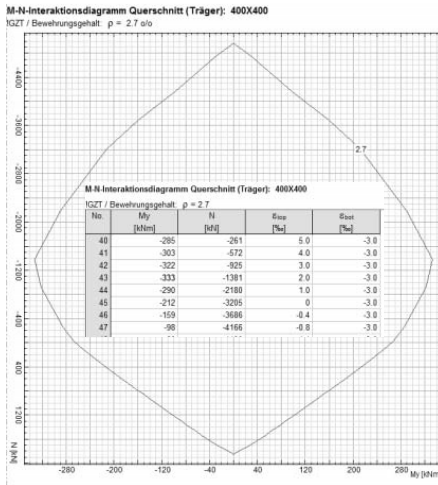 M-N-Interaktionsdiagramm Querschnitt (Träger): 400X400
!GZT / Bewehrungsgehalt: ρ = 2.7 o/o
-4400
-3600
2.7
-2800
M-N-Interaktionsdiagramm Querschnitt (Träger): 400X400
!GZT / Bewehrungsgehalt: ρ = 2.7
No. My N εtop εbot
[kNm] [kN] [‰] [‰]
40 -285 -261 5.0 -3.0
41 -303 -572 4.0 -3.0
42 -322 -925 3.0 -3.0
43 -333 -1381 2.0 -3.0
44 -290 -2180 1.0 -3.0
45 -212 -3205 0 -3.0
46 -159 -3686 -0.4 -3.0
47 -98 -4166 -0.8 -3.0
-2000
-1200
-400
400
1200
N [kN]
-280 -200 -120 -40 40 120 200 280 My [kNm